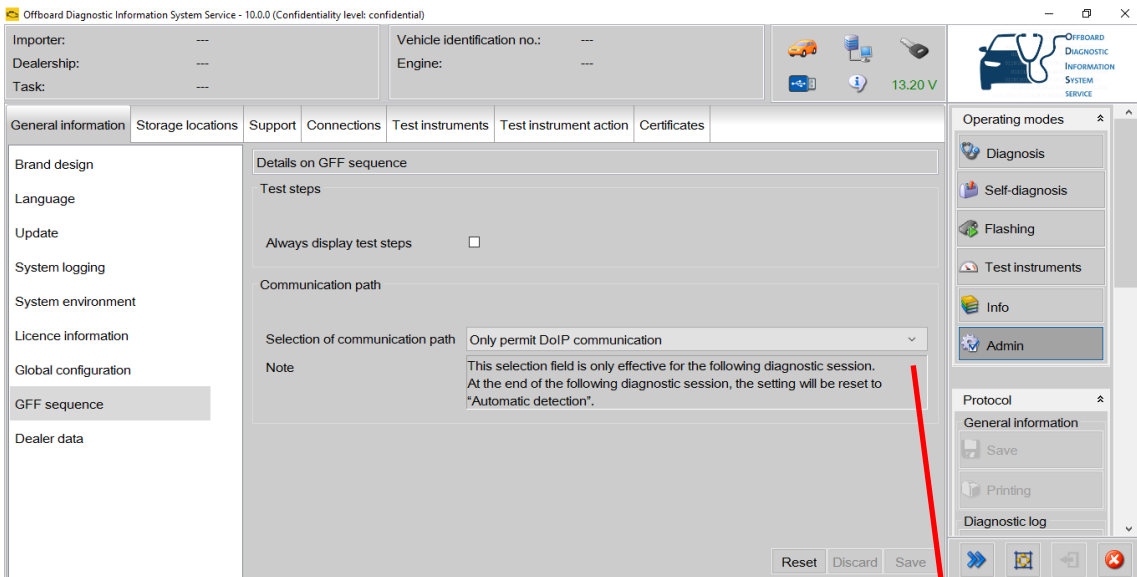 Offboard Diagnostic Information System Service - 10.0.0 (Confidentiality level: confidential)
Importer: ---
Dealership: ---
Task: ---
Vehicle identification no.: ---
Engine: ---
13.20 V
OFFBOARD
DIAGNOSTIC
INFORMATION
SYSTEM
SERVICE
General information Storage locations Support Connections Test instruments Test instrument action Certificates
Brand design
Language
Update
System logging
System environment
Licence information
Global configuration
GFF sequence
Dealer data
Details on GFF sequence
Test steps
Always display test steps
Communication path
Selection of communication path Only permit DoIP communication
Note
This selection field is only effective for the following diagnostic session.
At the end of the following diagnostic session, the setting will be reset to
“Automatic detection”.
Reset Discard Save
Operating modes
Diagnosis
Self-diagnosis
Flashing
Test instruments
Info
Admin
Protocol
General information
Save
Printing
Diagnostic log